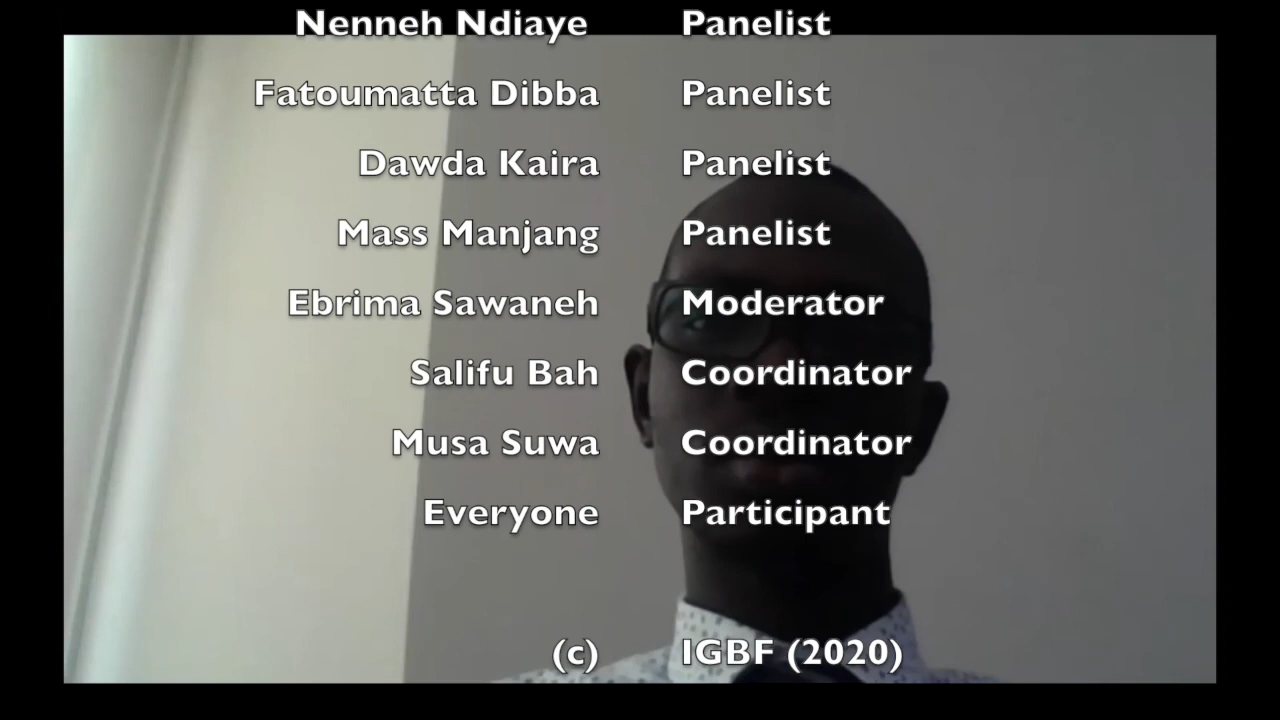 Nenneh Ndiaye Panelist
Fatoumatta Dibba Panelist
Dawda Kaira Panelist
Mass Manjang Panelist
Ebrima Sawaneh Moderator
Salifu Bah Coordinator
Musa Suwa Coordinator
Everyone Participant
(c) IGBF (2020)